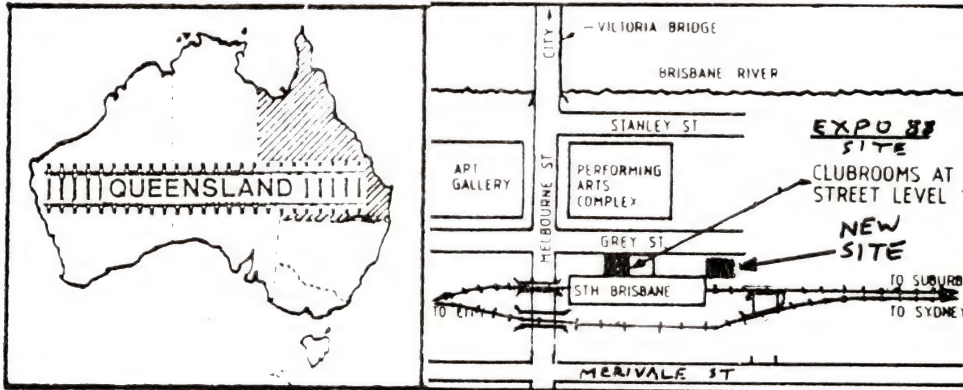 QUEENSLAND
CITY
VICTORIA BRIDGE
BRISBANE RIVER
STANLEY ST
EXPO 88
SITE
ART
GALLERY
MELBOURNE ST
PERFORMING
ARTS
COMPLEX
CLUBROOMS AT
STREET LEVEL
NEW
SITE
GREY ST
STH BRISBANE
TO CITY
TO SUBURB
TO SYDNEY
MERIVALE ST